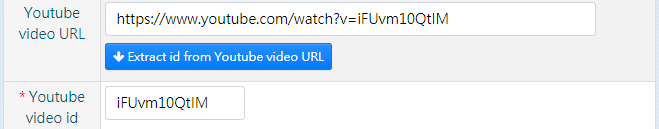 Youtube
video URL
https://www.youtube.com/watch?v=iFUvm10QtIM
Extract id from Youtube video URL
* Youtube
video id
iFUvm10QtIM